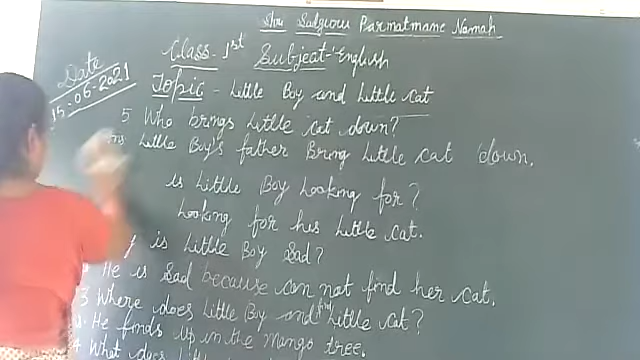 Shri Sadguru Parmatmane Namah
Class - 1st Subject - English
Date
15-06-2021
Topic - Little Boy and Little Cat
5 Who brings Little cat down?
Ans Little Boy's father Bring Little cat down.
is Little Boy Looking for?
Looking for his Little cat.
is Little Boy Sad?
He is Sad because can not find her cat.
3 Where does Little Boy and find Little cat?
He finds up in the mango tree.
4 What does